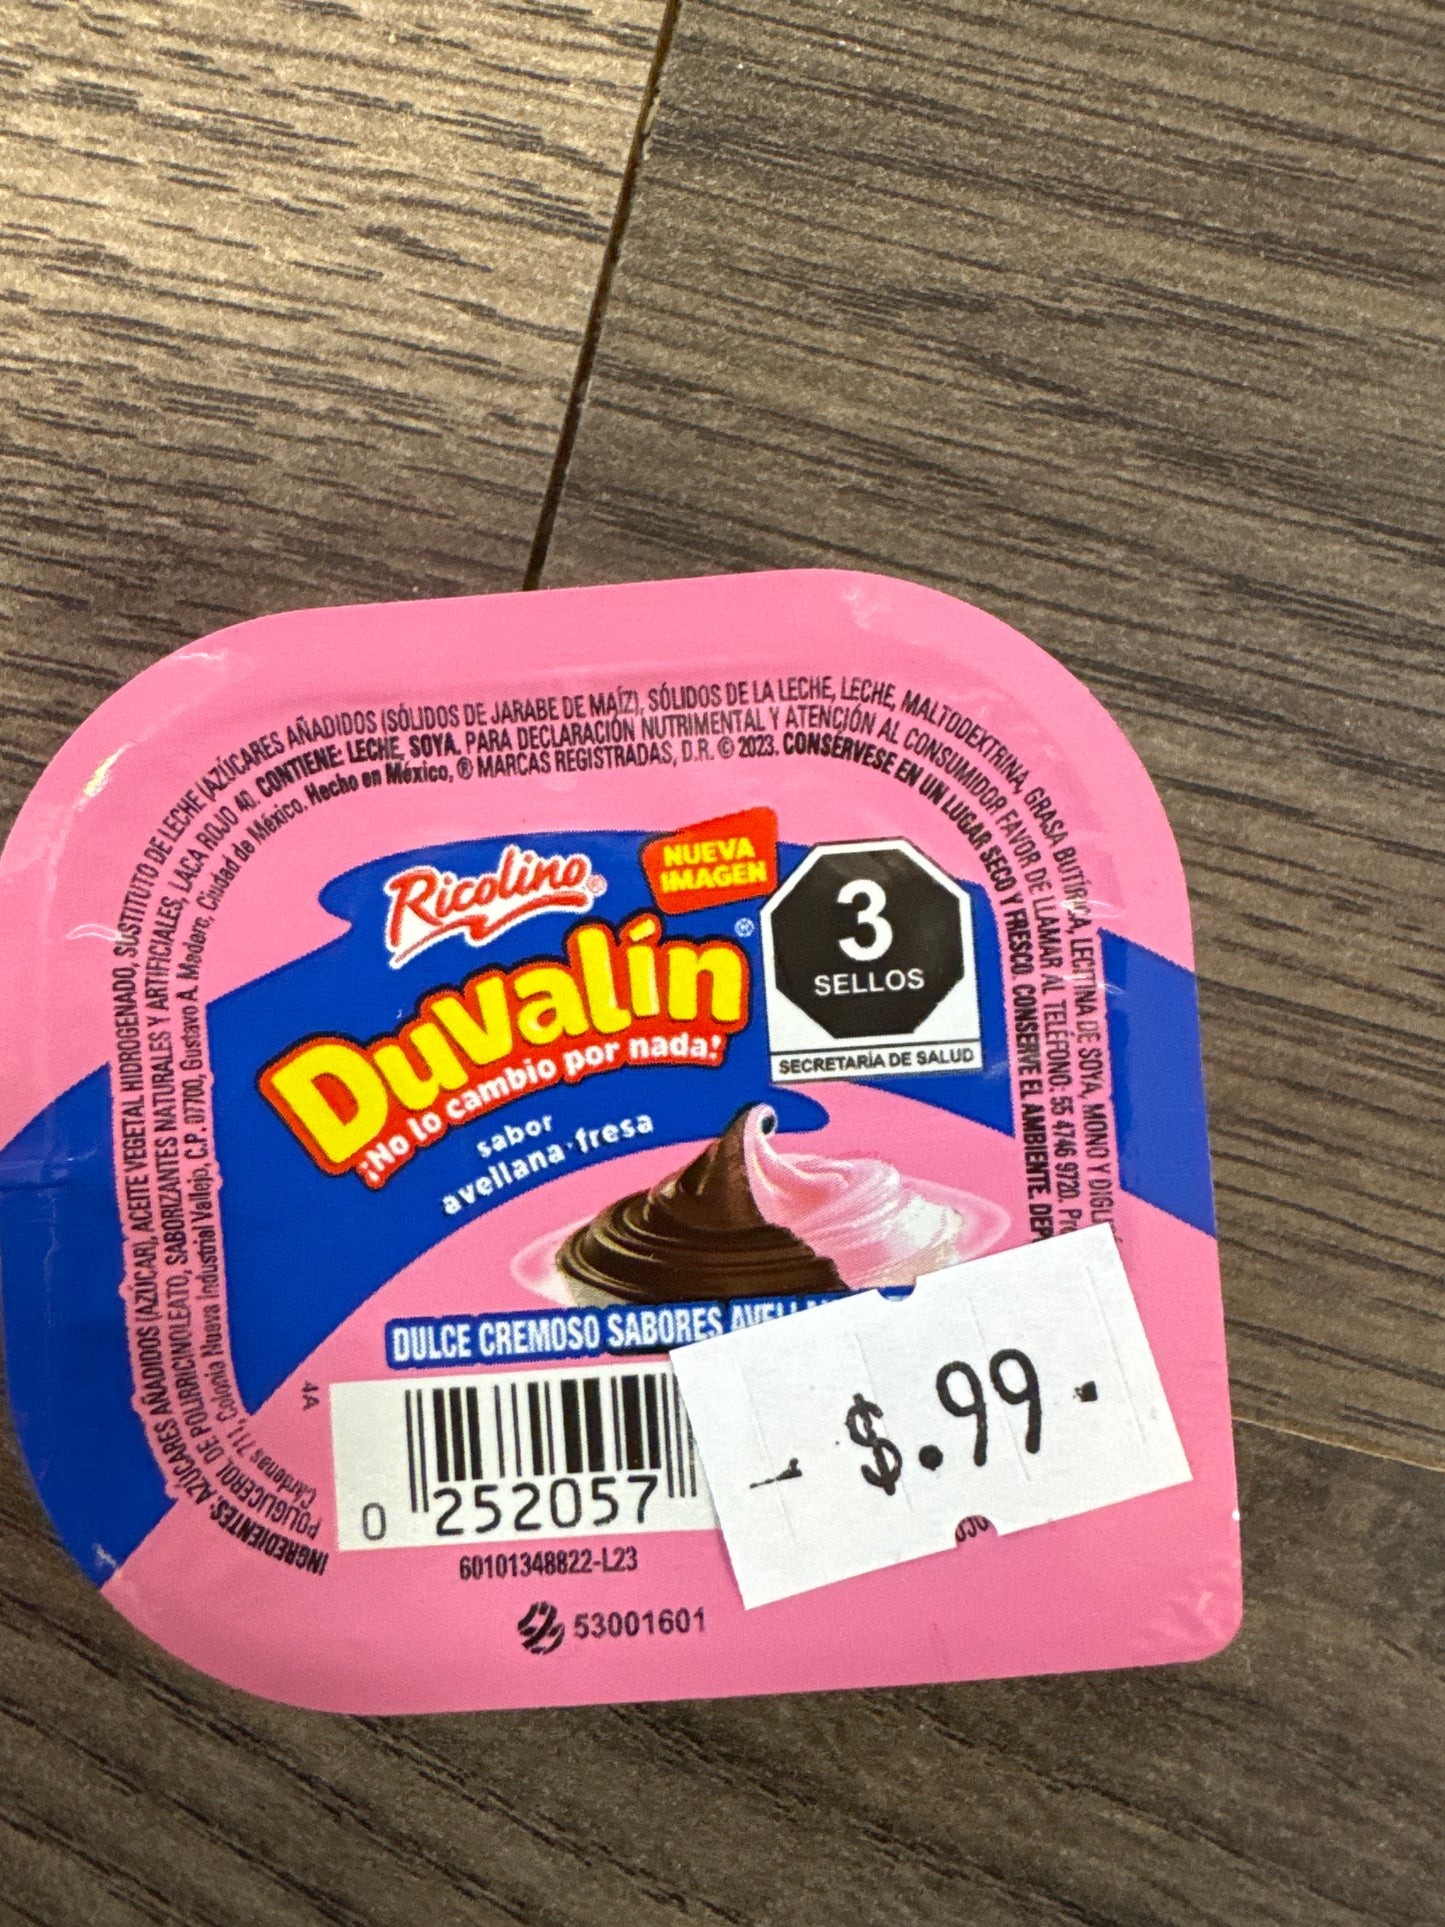 INGREDIENTES: AZÚCARES AÑADIDOS (AZÚCAR), ACEITE VEGETAL HIDROGENADO, SUSTITUTO DE LECHE (AZÚCARES AÑADIDOS (SÓLIDOS DE JARABE DE MAÍZ), SÓLIDOS DE LA LECHE, LECHE, MALTODEXTRINA, GRASA BUTÍRICA, LECITINA DE SOYA, MONO Y
POLIGLICEROL DE POLIRRICINOLEATO, SABORIZANTES NATURALES Y ARTIFICIALES, LACA ROJO 40. CONTIENE: LECHE, SOYA. PARA DECLARACIÓN NUTRIMENTAL Y ATENCIÓN AL CONSUMIDOR FAVOR DE LLAMAR AL TELÉFONO: 55 4746 9720.
Cárdenas 711, Colonia Nueva Industrial Vallejo, C.P. 07700, Gustavo A. Madero, Ciudad de México. Hecho en México, ® MARCAS REGISTRADAS, D.R. © 2023. CONSÉRVESE EN UN LUGAR SECO Y FRESCO. CONSERVE EL AMBIENTE.
Ricolino®
NUEVA
IMAGEN
Duvalín®
¡No lo cambio por nada!
sabor
avellana·fresa
3
SELLOS
SECRETARÍA DE SALUD
DULCE CREMOSO SABORES
- $.99 -
4A
0 252057
60101348822-L23
53001601